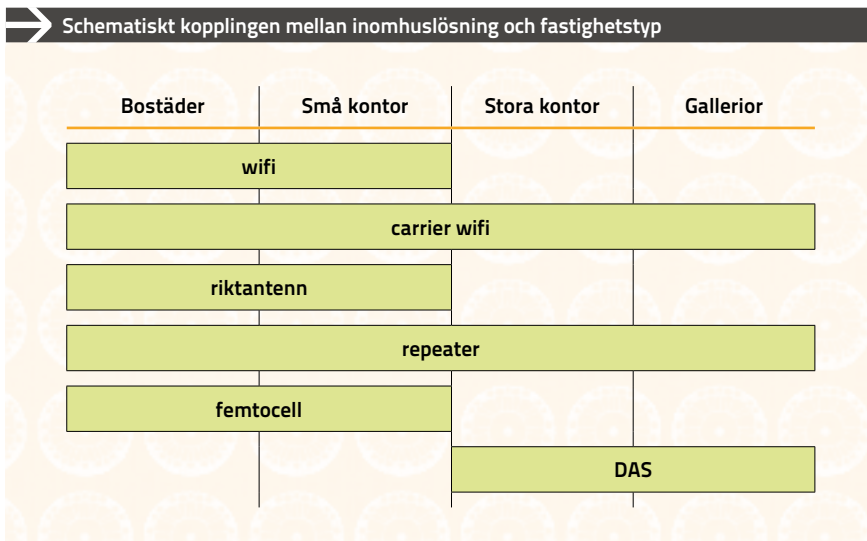 Schematiskt kopplingen mellan inomhuslösning och fastighetstyp
Bostäder Små kontor Stora kontor Gallerior
wifi
carrier wifi
riktantenn
repeater
femtocell
DAS